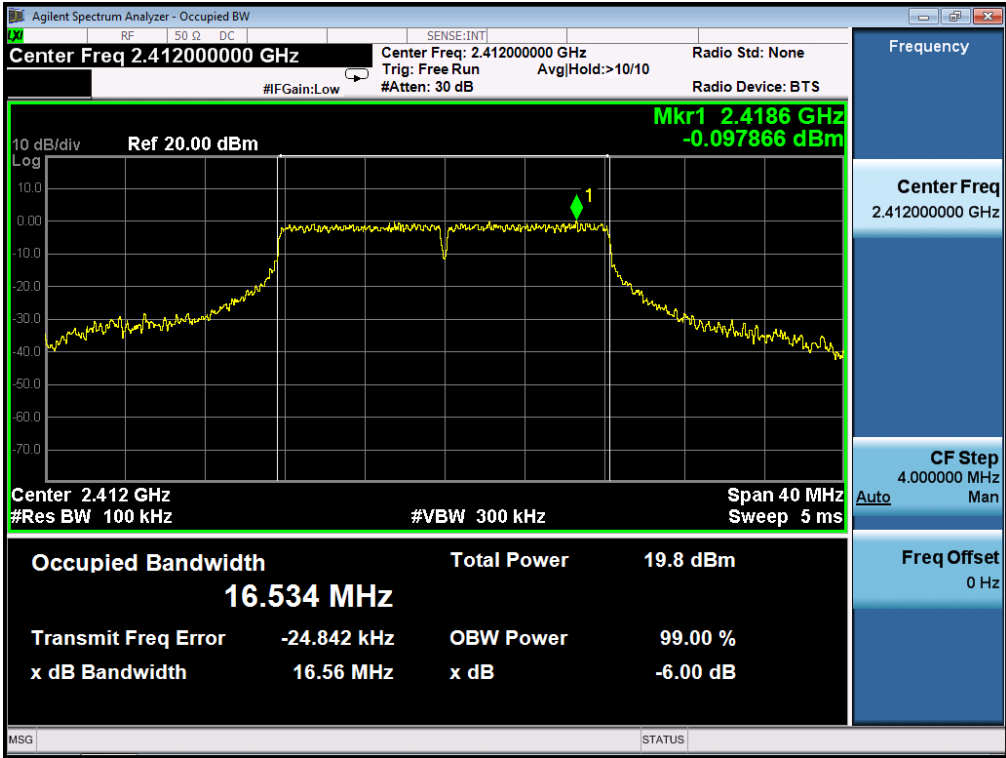 Agilent Spectrum Analyzer - Occupied BW
LXI RF 50 Ω DC SENSE:INT
Center Freq 2.412000000 GHz
Center Freq: 2.412000000 GHz Radio Std: None
Trig: Free Run Avg|Hold:>10/10
#IFGain:Low #Atten: 30 dB Radio Device: BTS
Mkr1 2.4186 GHz
-0.097866 dBm
10 dB/div Ref 20.00 dBm
Log
10.0
0.00
-10.0
-20.0
-30.0
-40.0
-50.0
-60.0
-70.0
1
Center 2.412 GHz Span 40 MHz
#Res BW 100 kHz #VBW 300 kHz Sweep 5 ms
Occupied Bandwidth Total Power 19.8 dBm
16.534 MHz
Transmit Freq Error -24.842 kHz OBW Power 99.00 %
x dB Bandwidth 16.56 MHz x dB -6.00 dB
MSG STATUS
Frequency
Center Freq
2.412000000 GHz
CF Step
4.000000 MHz
Auto Man
Freq Offset
0 Hz